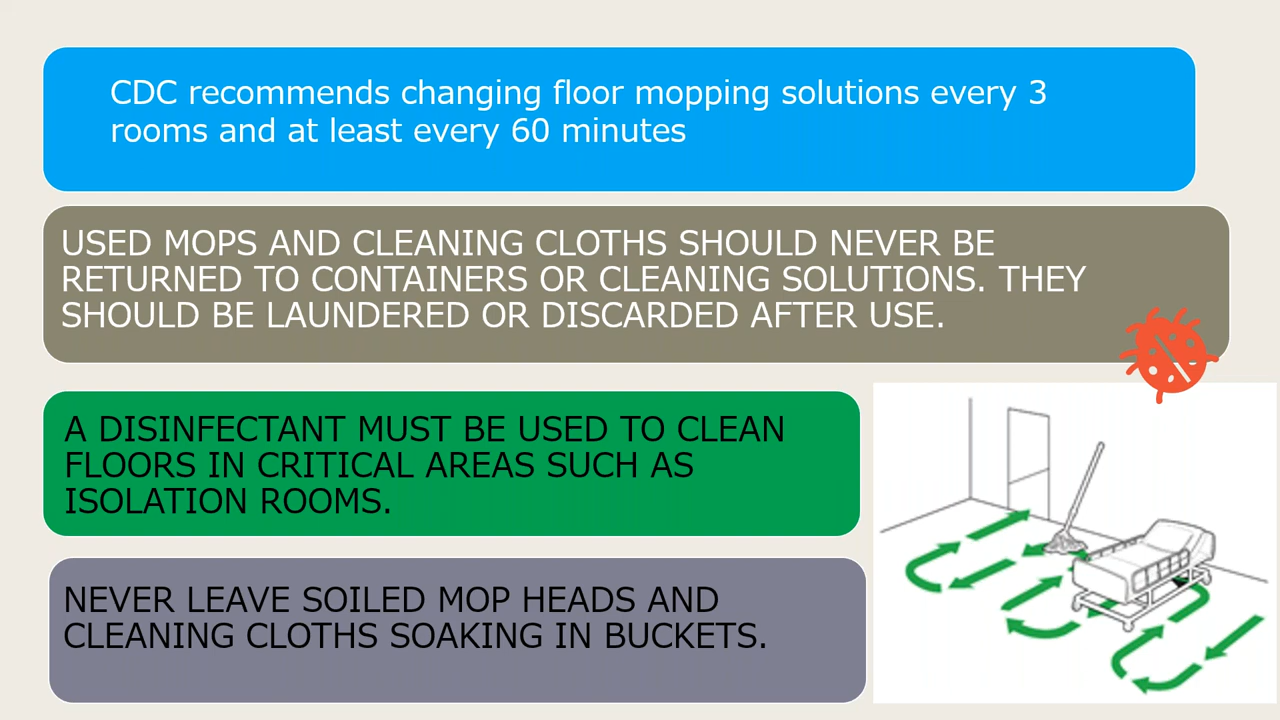 CDC recommends changing floor mopping solutions every 3
rooms and at least every 60 minutes
USED MOPS AND CLEANING CLOTHS SHOULD NEVER BE
RETURNED TO CONTAINERS OR CLEANING SOLUTIONS. THEY
SHOULD BE LAUNDERED OR DISCARDED AFTER USE.
A DISINFECTANT MUST BE USED TO CLEAN
FLOORS IN CRITICAL AREAS SUCH AS
ISOLATION ROOMS.
NEVER LEAVE SOILED MOP HEADS AND
CLEANING CLOTHS SOAKING IN BUCKETS.